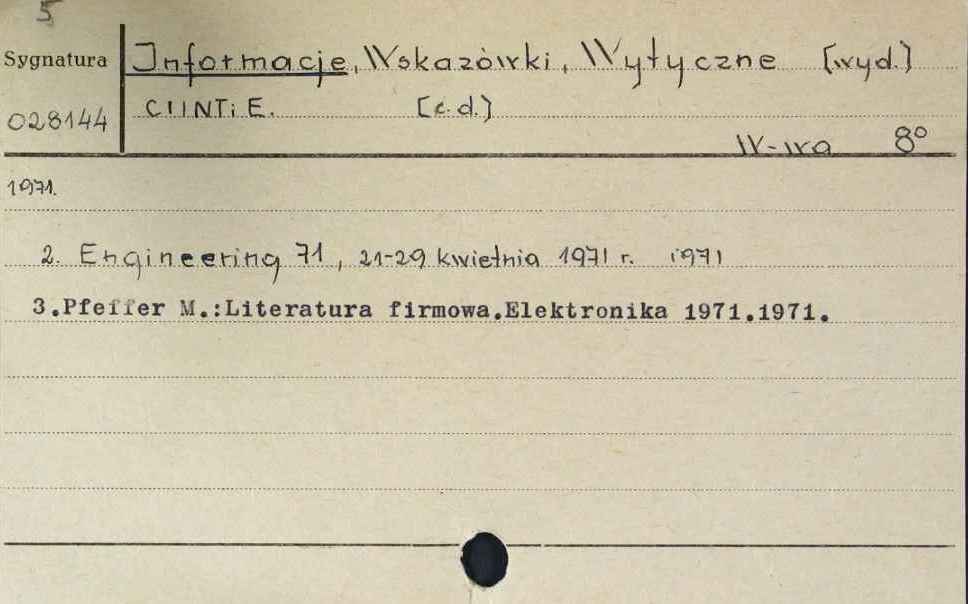 5
Sygnatura
Informacje, Wskazówki, Wytyczne [wyd.]
028144
CIINTiE. [c.d.]
W-wa 8°
1971.
2. Engineering 71, 21-29 kwietnia 1971 r. 1971
3.Pfeffer M.:Literatura firmowa.Elektronika 1971.1971.